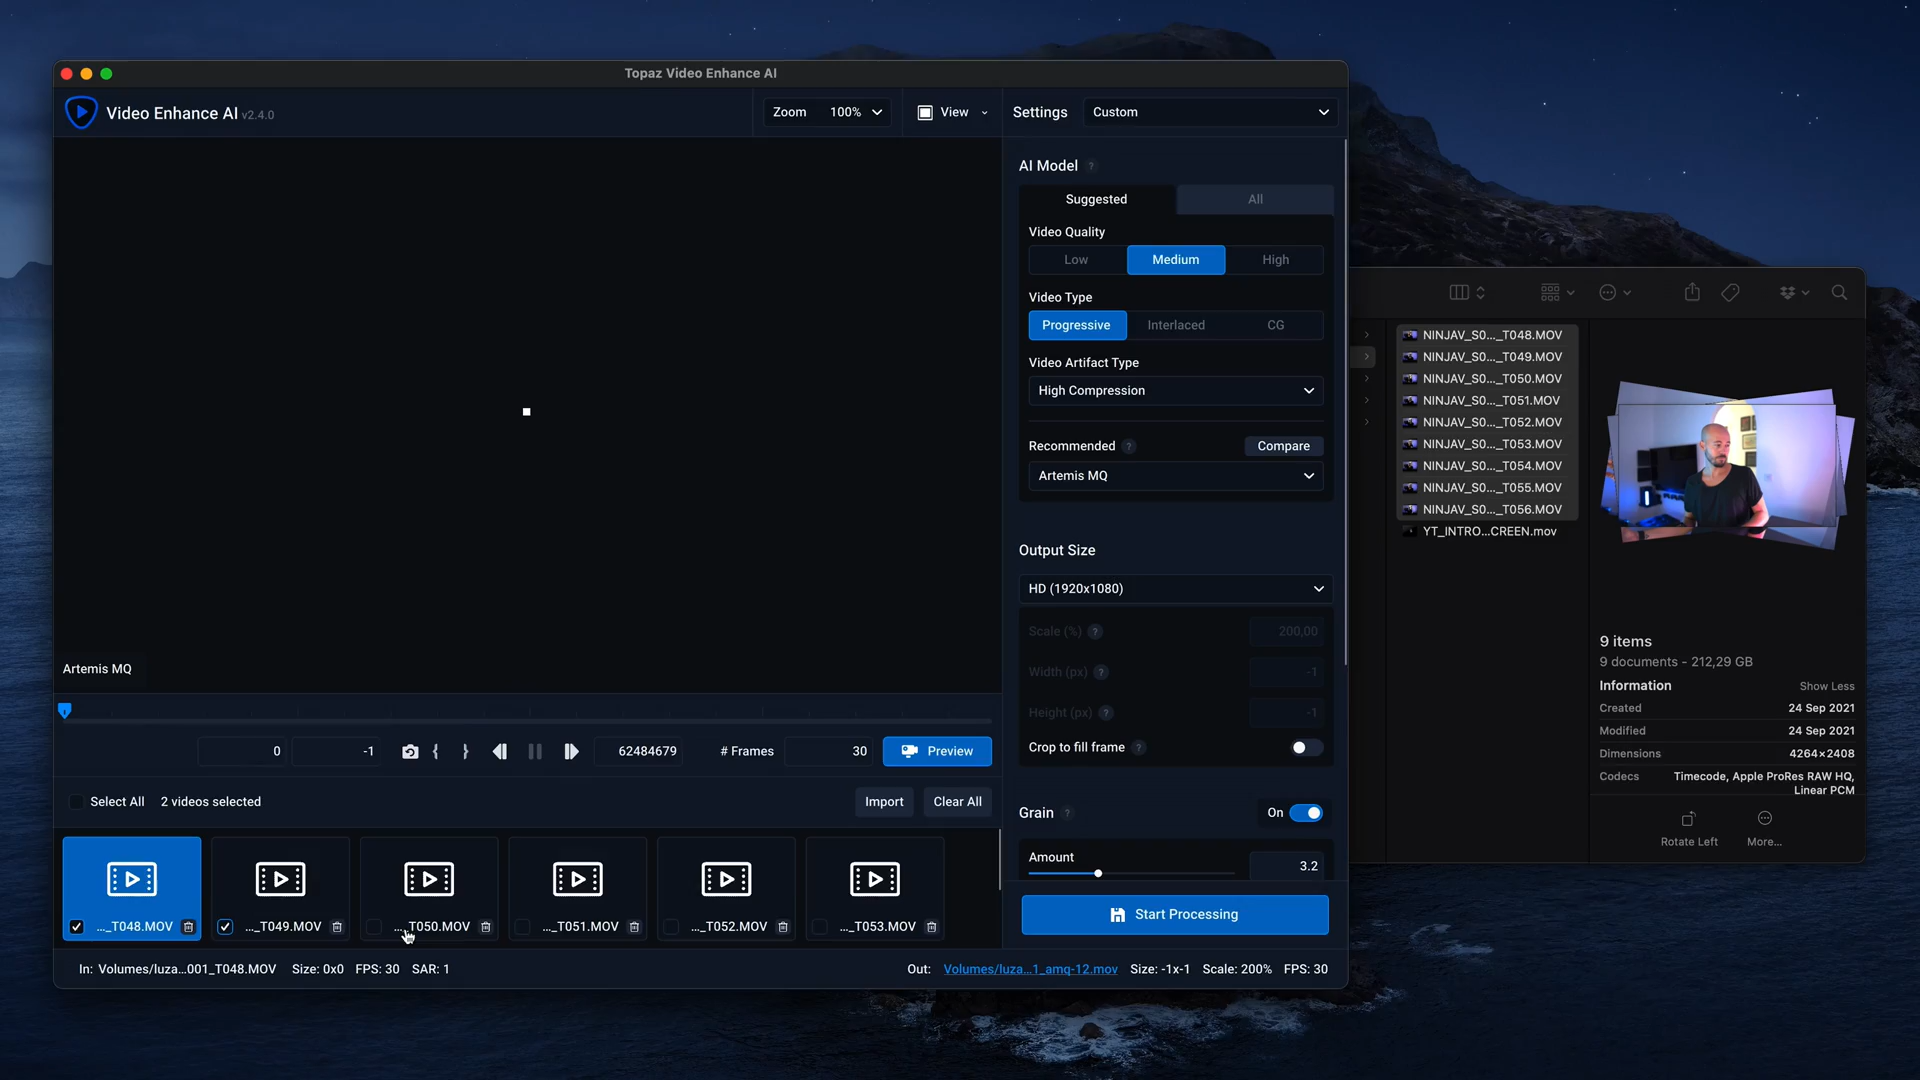 Topaz Video Enhance AI
Video Enhance AI v2.4.0
Zoom 100%
View
Settings Custom
AI Model ?
Suggested All
Video Quality
Low Medium High
Video Type
Progressive Interlaced CG
Video Artifact Type
High Compression
Recommended ? Compare
Artemis MQ
Output Size
HD (1920x1080)
Scale (%) ? 200,00
Width (px) ? -1
Height (px) ? -1
Crop to fill frame ?
Grain ? On
Amount 3.2
Start Processing
Artemis MQ
0 -1 { } 62484679 # Frames 30 Preview
Select All 2 videos selected Import Clear All
..._T048.MOV ..._T049.MOV ..._T050.MOV ..._T051.MOV ..._T052.MOV ..._T053.MOV
In: Volumes/luza...001_T048.MOV Size: 0x0 FPS: 30 SAR: 1
Out: Volumes/luza...1_amq-12.mov Size: -1x-1 Scale: 200% FPS: 30
NINJAV_S0..._T048.MOV
NINJAV_S0..._T049.MOV
NINJAV_S0..._T050.MOV
NINJAV_S0..._T051.MOV
NINJAV_S0..._T052.MOV
NINJAV_S0..._T053.MOV
NINJAV_S0..._T054.MOV
NINJAV_S0..._T055.MOV
NINJAV_S0..._T056.MOV
YT_INTRO...CREEN.mov
9 items
9 documents - 212,29 GB
Information Show Less
Created 24 Sep 2021
Modified 24 Sep 2021
Dimensions 4264×2408
Codecs Timecode, Apple ProRes RAW HQ,
Linear PCM
Rotate Left More...